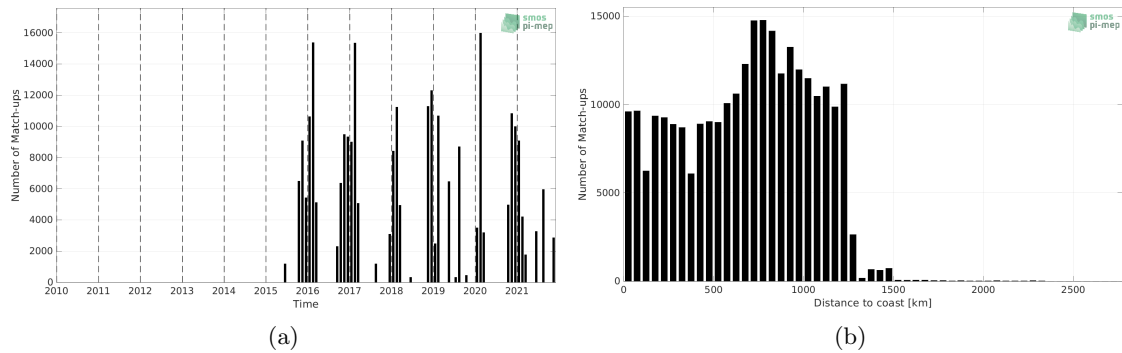 smos
pi-mep
Number of Match-ups
16000
14000
12000
10000
8000
6000
4000
2000
0
2010 2011 2012 2013 2014 2015 2016 2017 2018 2019 2020 2021
Time
(a)
smos
pi-mep
Number of Match-ups
15000
10000
5000
0
0 500 1000 1500 2000 2500
Distance to coast [km]
(b)